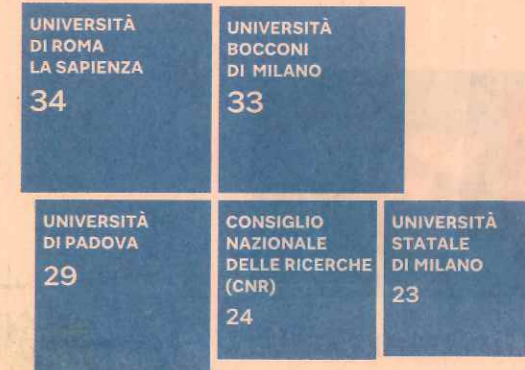 UNIVERSITÀ
DI ROMA
LA SAPIENZA
34
UNIVERSITÀ
BOCCONI
DI MILANO
33
UNIVERSITÀ
DI PADOVA
29
CONSIGLIO
NAZIONALE
DELLE RICERCHE
(CNR)
24
UNIVERSITÀ
STATALE
DI MILANO
23